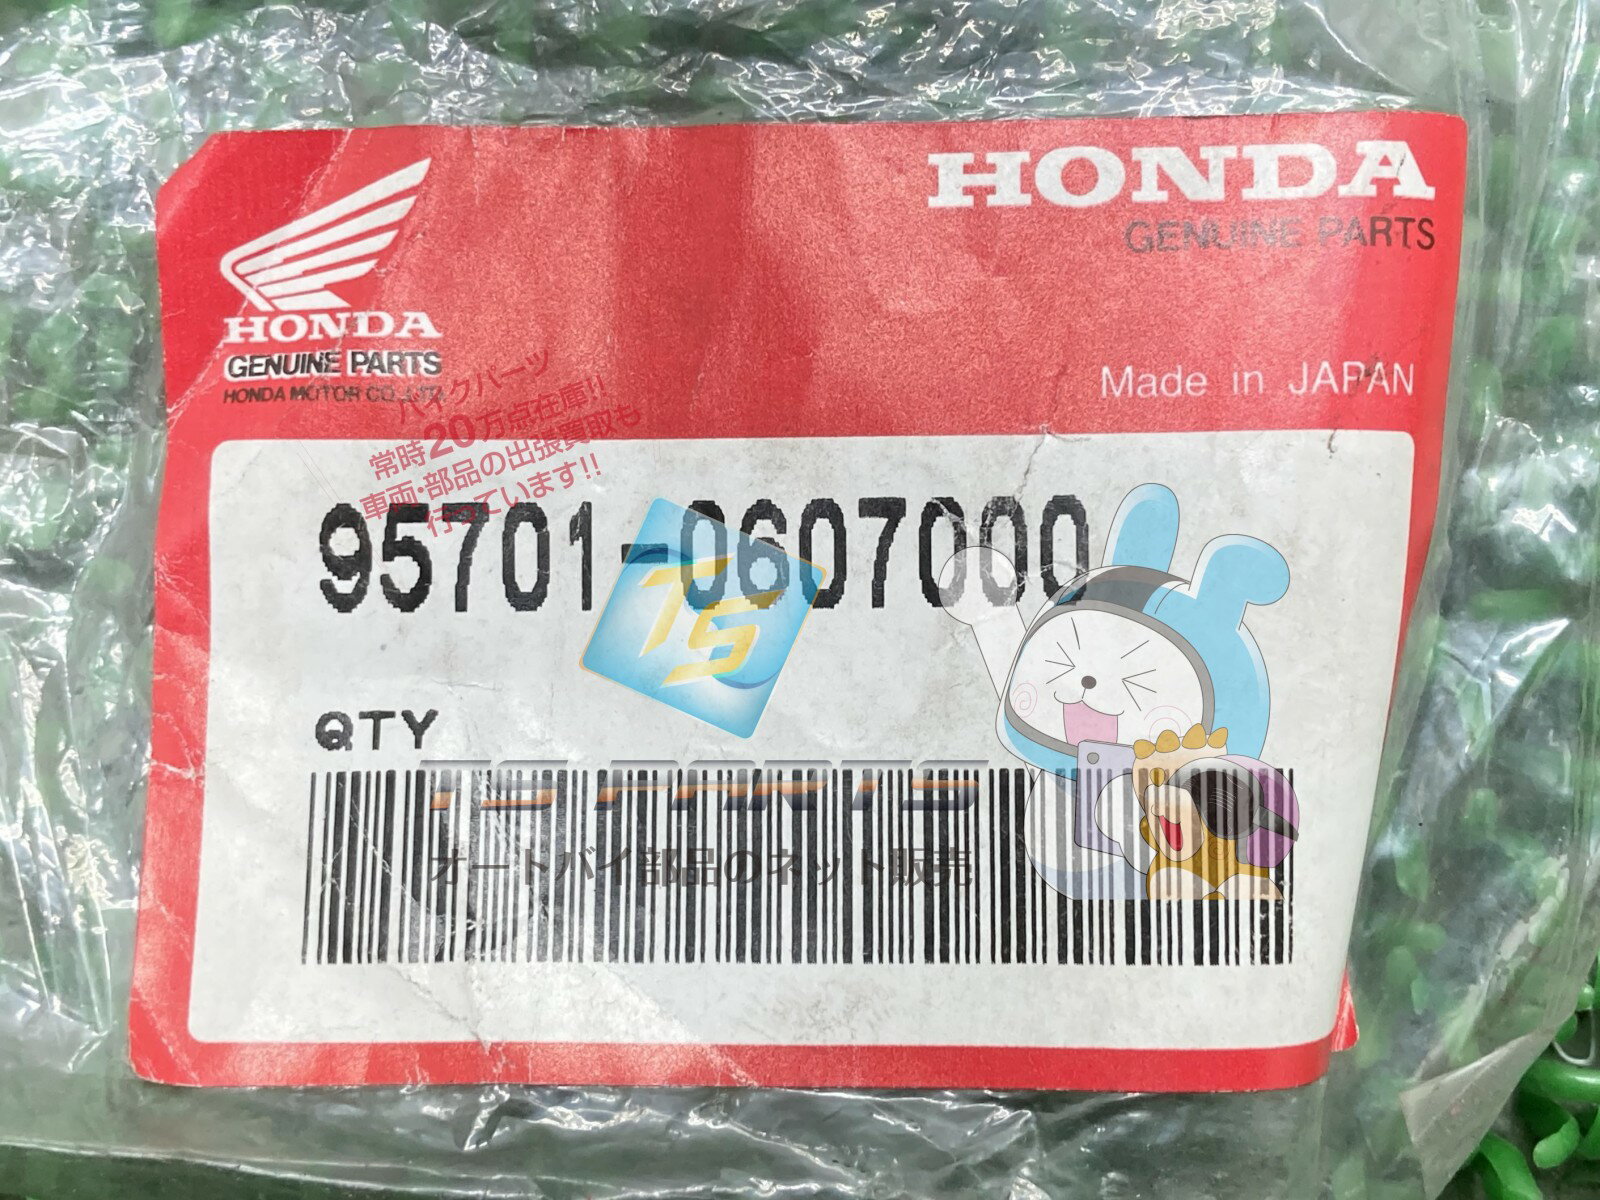 HONDA
GENUINE PARTS
HONDA
GENUINE PARTS
HONDA MOTOR CO.,LTD.
Made in JAPAN
バイクパーツ
常時20万点在庫!!
車両・部品の出張買取も
行っています!!
95701-0607000
TS
QTY
TS PARTS
オートバイ部品のネット販売